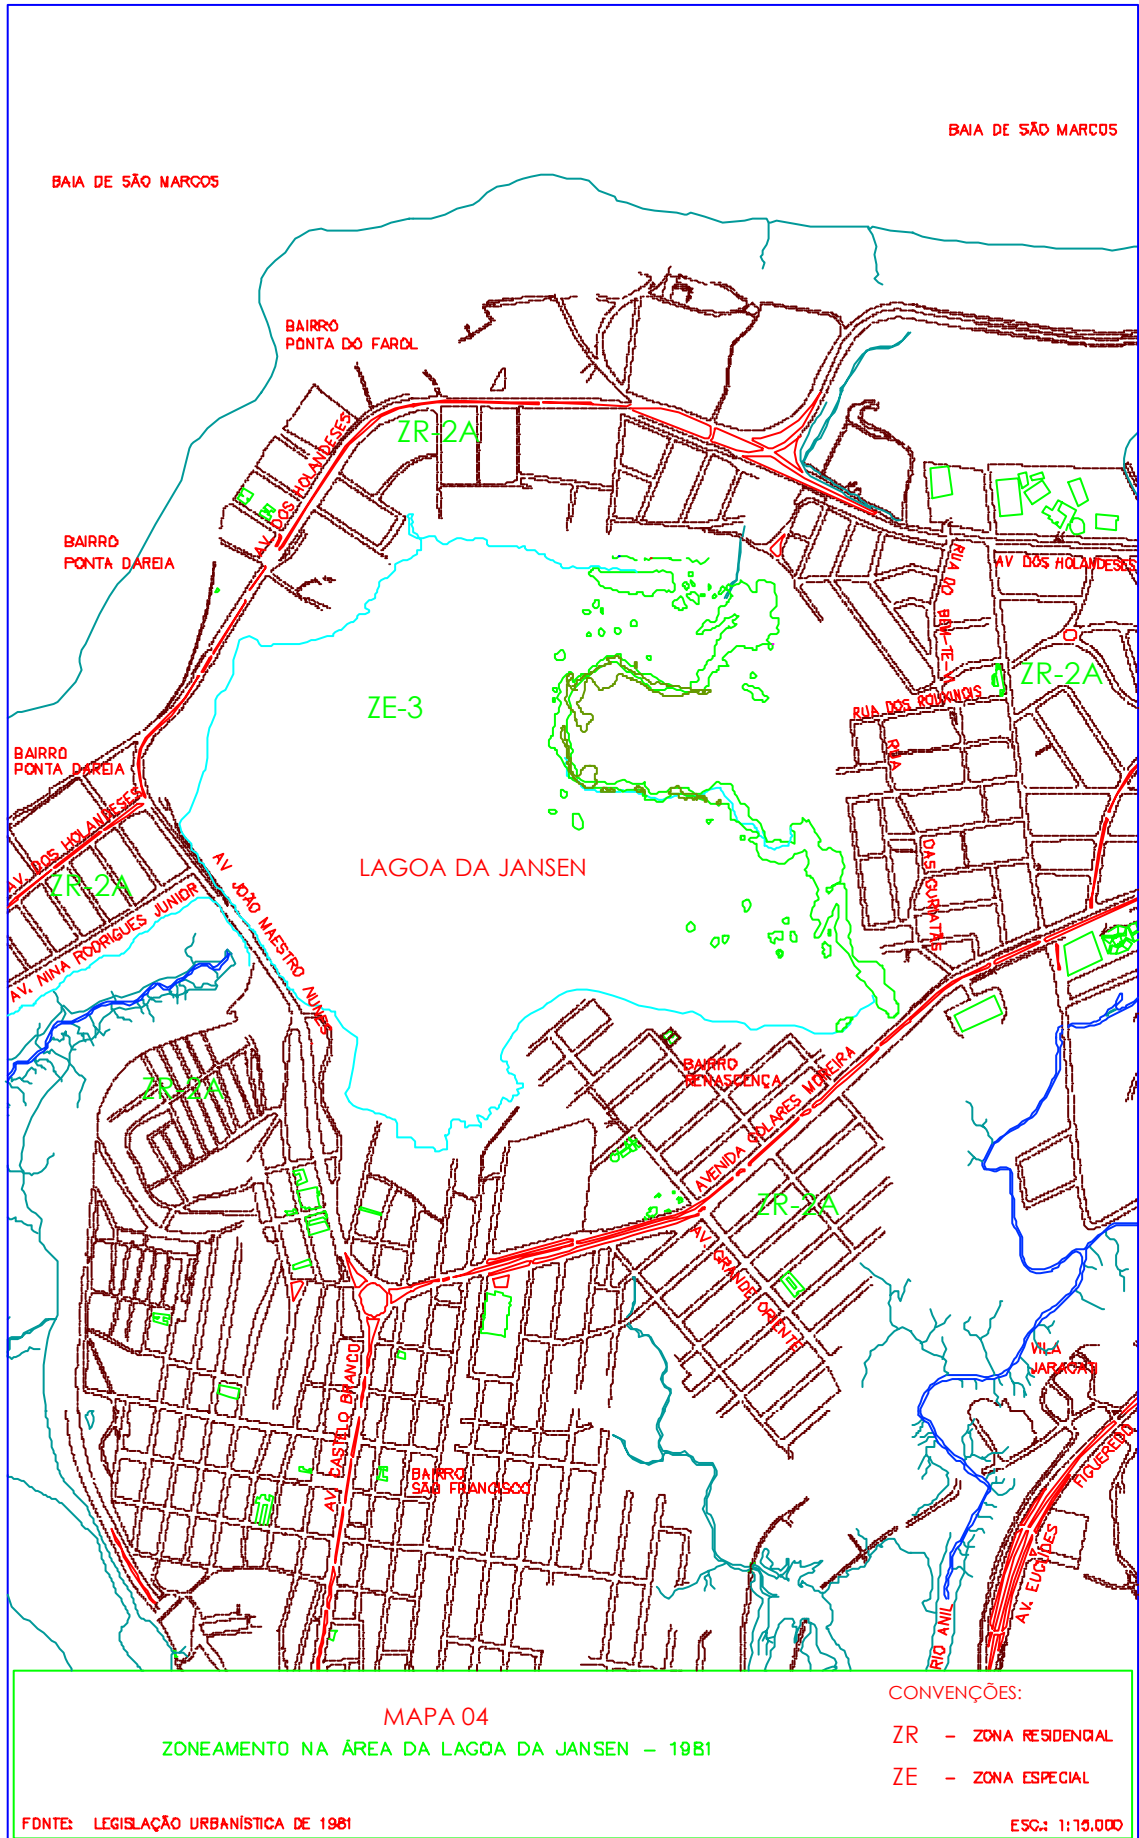 BAIA DE SÃO MARCOS
BAIA DE SÃO MARCOS
BAIRRO
PONTA DO FAROL
ZR-2A
AV. DOS HOLANDESES
BAIRRO
PONTA DAREIA
AV DOS HOLANDESES
RUA DO BEM-TE-VI
ZR-2A
ZE-3
RUA DOS ROUXINOIS
RUA DAS CURIATÃS
BAIRRO
PONTA DAREIA
AV. DOS HOLANDESES
ZR-2A
AV. NINA RODRIGUES JUNIOR
AV JOÃO MAESTRO NUNES
LAGOA DA JANSEN
ZR-2A
BAIRRO
RENASCENÇA
AVENIDA COLARES MOREIRA
ZR-2A
AV. GRANDE ORIENTE
AV. CASTELO BRANCO
BAIRRO
SÃO FRANCISCO
VILA
JARACATI
AV. EUCLIDES FIGUEREDO
RIO ANIL
MAPA 04
ZONEAMENTO NA ÁREA DA LAGOA DA JANSEN – 1981
CONVENÇÕES:
ZR – ZONA RESIDENCIAL
ZE – ZONA ESPECIAL
FONTE: LEGISLAÇÃO URBANÍSTICA DE 1981
ESC.: 1:15.000